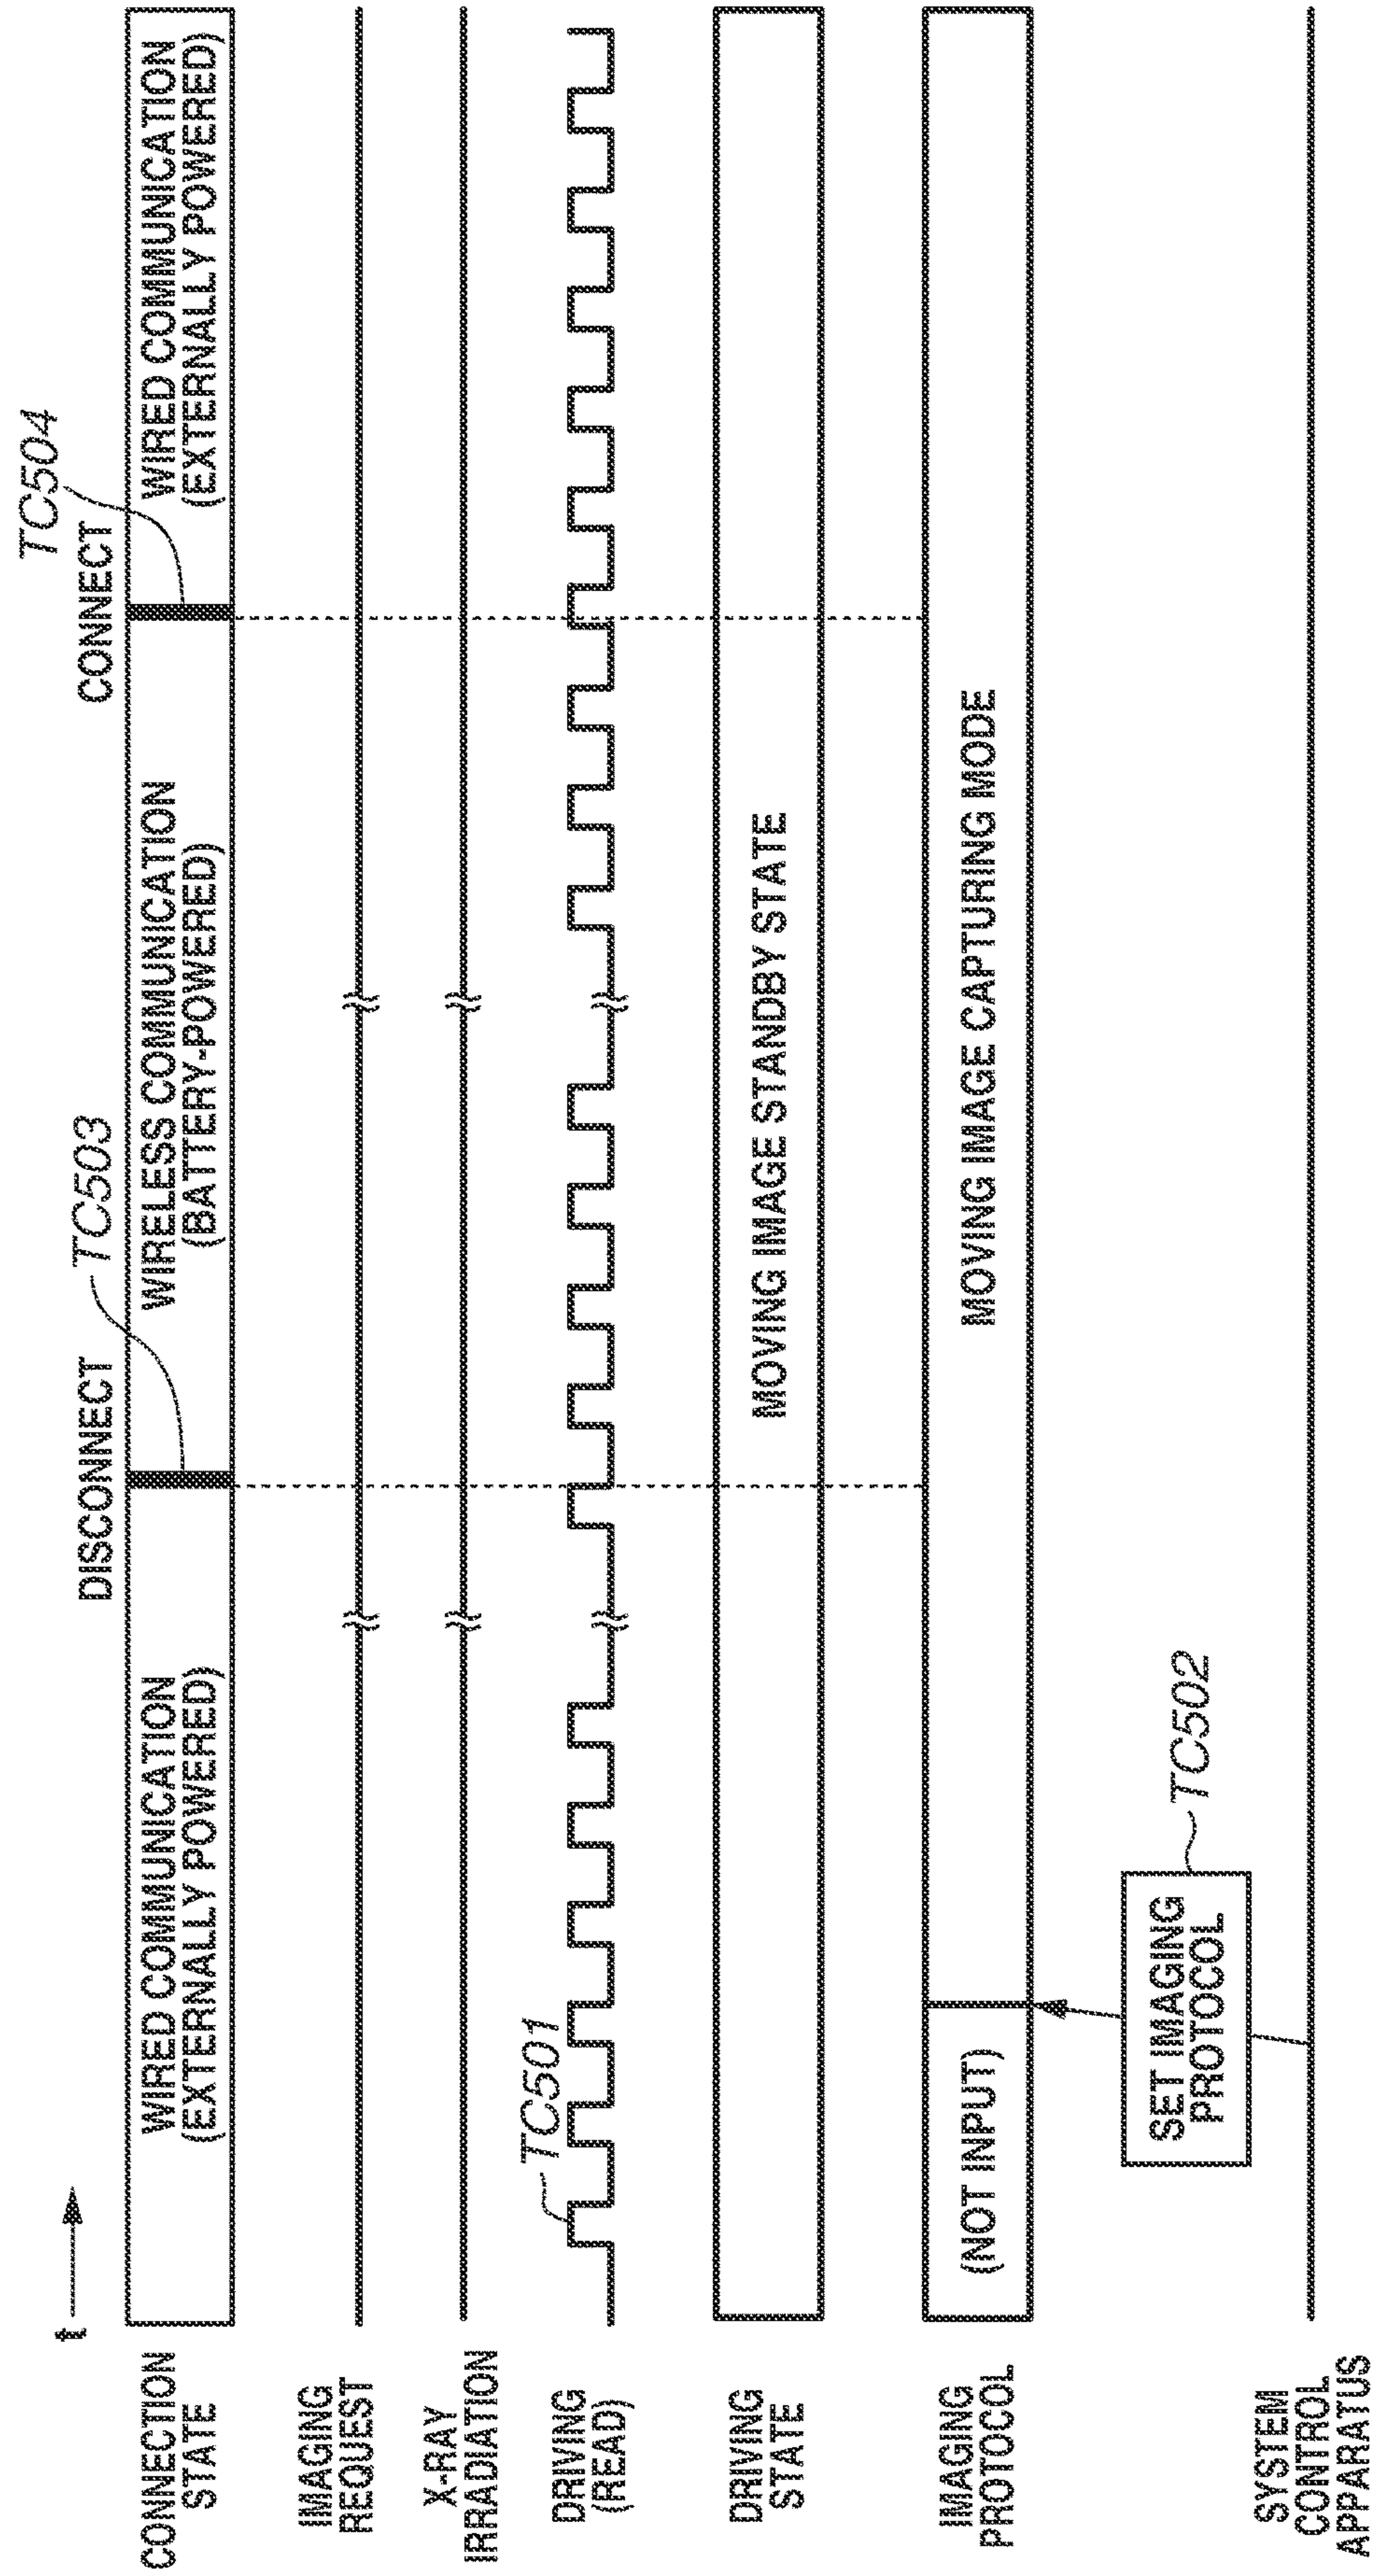 t
CONNECTION
STATE
WIRED COMMUNICATION
(EXTERNALLY POWERED)
DISCONNECT
TC503
WIRELESS COMMUNICATION
(BATTERY-POWERED)
CONNECT
TC504
WIRED COMMUNICATION
(EXTERNALLY POWERED)
IMAGING
REQUEST
X-RAY
IRRADIATION
DRIVING
(READ)
TC501
DRIVING
STATE
MOVING IMAGE STANDBY STATE
IMAGING
PROTOCOL
(NOT INPUT)
MOVING IMAGE CAPTURING MODE
SET IMAGING
PROTOCOL
TC502
SYSTEM
CONTROL
APPARATUS